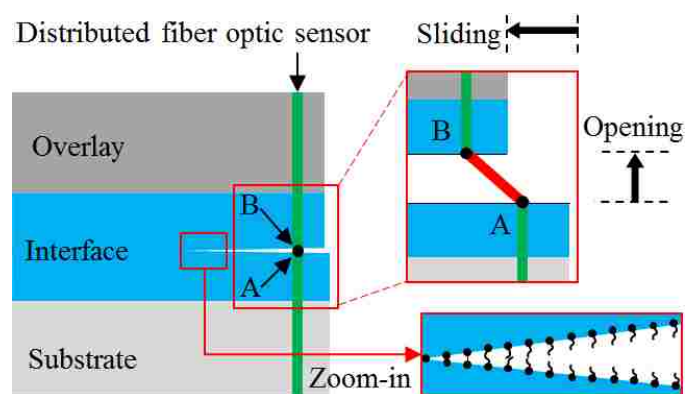 Distributed fiber optic sensor
Sliding
Overlay
B
Opening
B
Interface
A
A
Substrate
Zoom-in